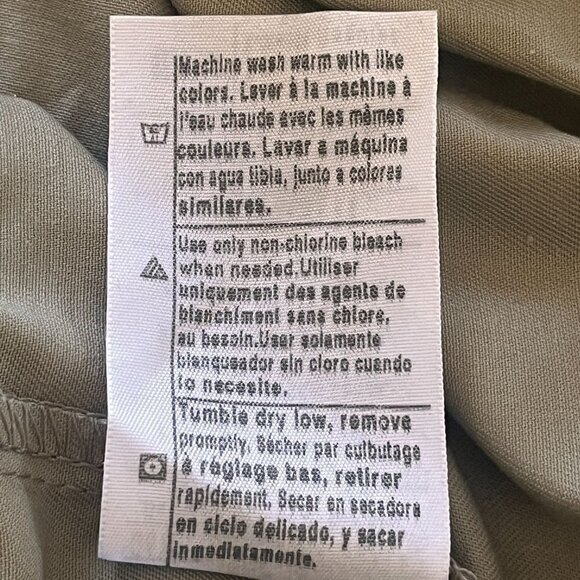 Machine wash warm with like
colors. Laver à la machine à
l'eau chaude avec les mêmes
couleurs. Lavar a máquina
con agua tibia, junto a colores
similares.
Use only non-chlorine bleach
when needed.Utiliser
uniquement des agents de
blanchiment sans chlore,
au besoin.Usar solamente
blanqueador sin cloro cuando
lo necesite.
Tumble dry low, remove
promptly. Sécher par culbutage
à réglage bas, retirer
rapidement. Secar en secadora
en ciclo delicado, y sacar
inmediatamente.